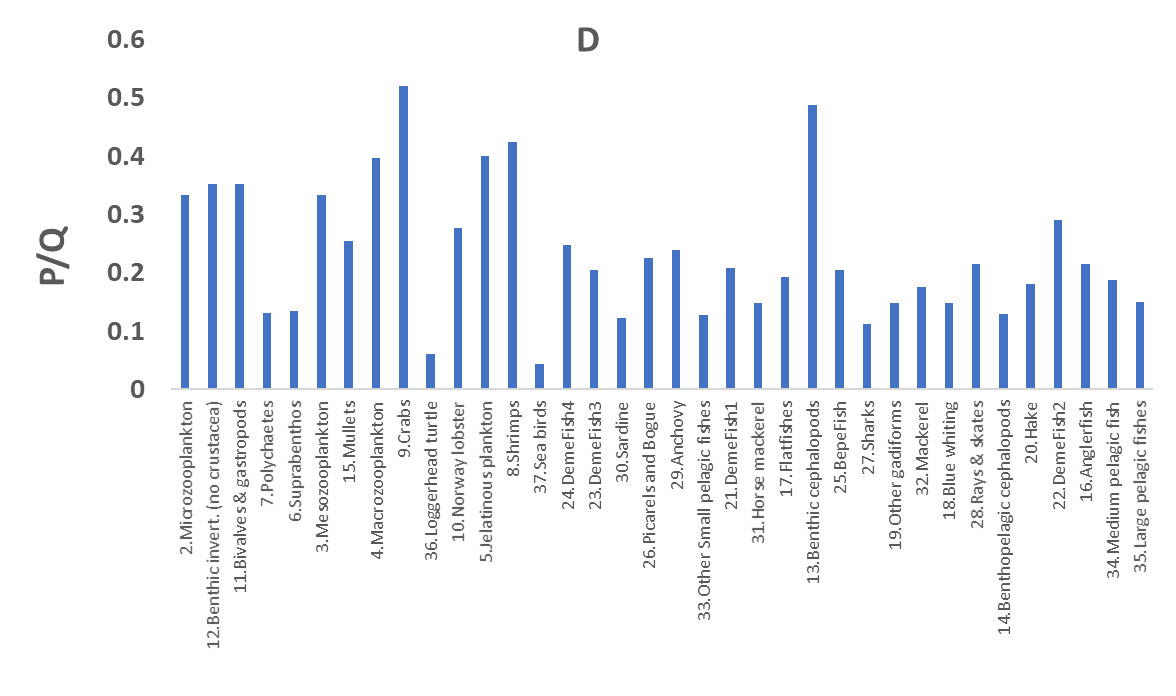 D
0.6
0.5
0.4
0.3
0.2
0.1
0
P/Q
2.Microzooplankton
12.Benthic invert. (no crustacea)
11.Bivalves & gastropods
7.Polychaetes
6.Suprabenthos
3.Mesozooplankton
15.Mullets
4.Macrozooplankton
9.Crabs
36.Loggerhead turtle
10.Norway lobster
5.Jelatinous plankton
8.Shrimps
37.Sea birds
24.DemeFish4
23.DemeFish3
30.Sardine
26.Picarels and Bogue
29.Anchovy
33.Other Small pelagic fishes
21.DemeFish1
31.Horse mackerel
17.Flatfishes
13.Benthic cephalopods
25.BepeFish
27.Sharks
19.Other gadiforms
32.Mackerel
18.Blue whiting
28.Rays & skates
14.Benthopelagic cephalopods
20.Hake
22.DemeFish2
16.Anglerfish
34.Medium pelagic fish
35.Large pelagic fishes